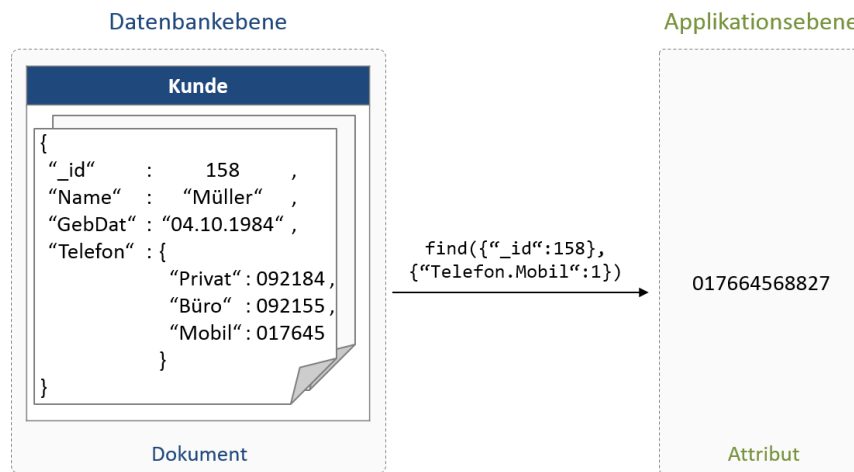 Datenbankebene
Applikationsebene
Kunde
{
“_id“ : 158 ,
“Name“ : “Müller“ ,
“GebDat“ : “04.10.1984“ ,
“Telefon“ : {
“Privat“ : 092184 ,
“Büro“ : 092155 ,
“Mobil“ : 017645
}
}
find({“_id“:158},
{“Telefon.Mobil“:1})
017664568827
Dokument
Attribut